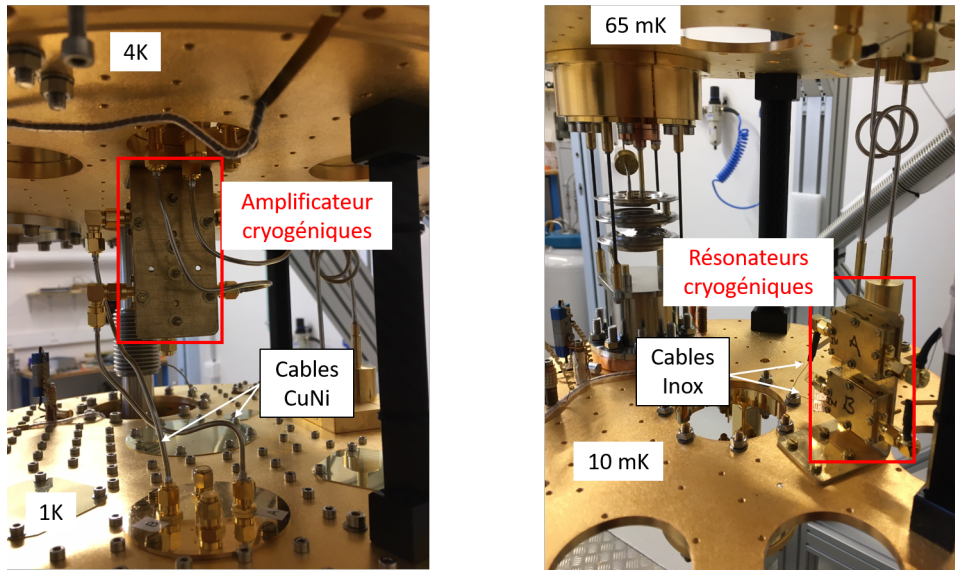 4K
Amplificateur
cryogéniques
Cables
CuNi
1K
B
A
65 mK
Résonateurs
cryogéniques
A
Cables
Inox
B
10 mK